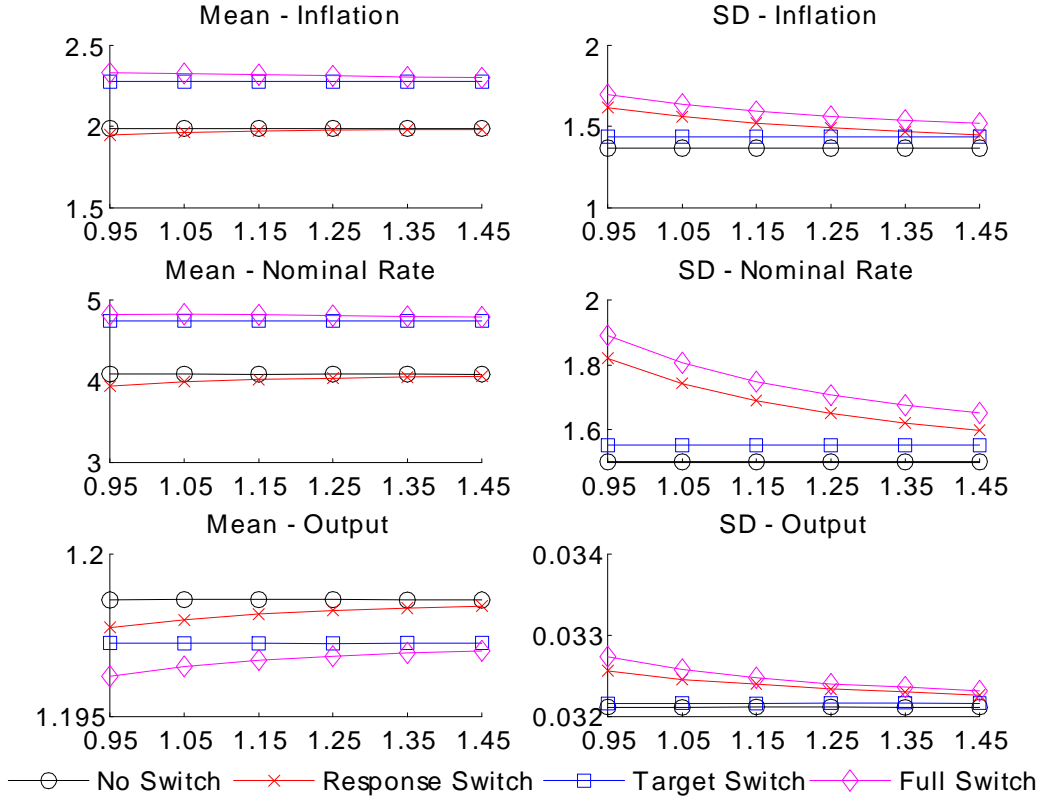 Mean - Inflation
SD - Inflation
2.5
2
1.5
0.95 1.05 1.15 1.25 1.35 1.45
2
1.5
1
0.95 1.05 1.15 1.25 1.35 1.45
Mean - Nominal Rate
SD - Nominal Rate
5
4
3
0.95 1.05 1.15 1.25 1.35 1.45
2
1.8
1.6
0.95 1.05 1.15 1.25 1.35 1.45
Mean - Output
SD - Output
1.2
1.195
0.95 1.05 1.15 1.25 1.35 1.45
0.034
0.033
0.032
0.95 1.05 1.15 1.25 1.35 1.45
No Switch Response Switch Target Switch Full Switch